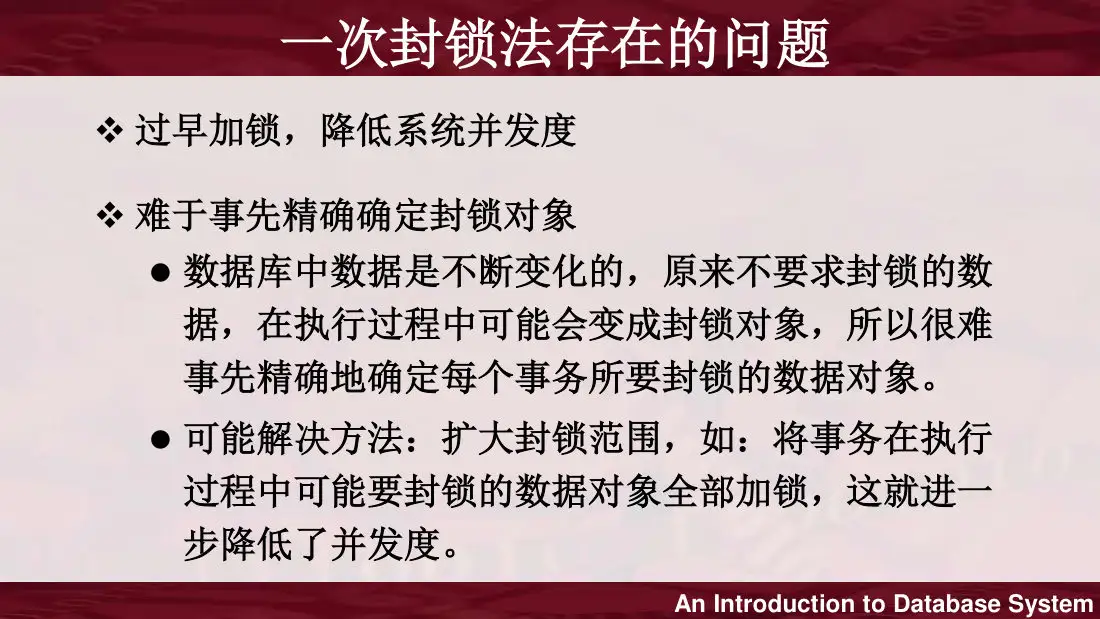 一次封锁法存在的问题
❖ 过早加锁，降低系统并发度
❖ 难于事先精确确定封锁对象
● 数据库中数据是不断变化的，原来不要求封锁的数
据，在执行过程中可能会变成封锁对象，所以很难
事先精确地确定每个事务所要封锁的数据对象。
● 可能解决方法：扩大封锁范围，如：将事务在执行
过程中可能要封锁的数据对象全部加锁，这就进一
步降低了并发度。
An Introduction to Database System